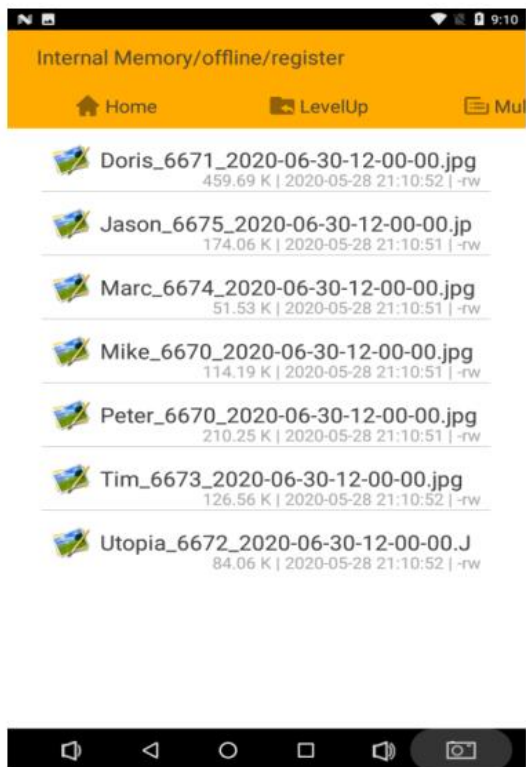 9:10
Internal Memory/offline/register
Home LevelUp Mul
Doris_6671_2020-06-30-12-00-00.jpg
459.69 K | 2020-05-28 21:10:52 | -rw
Jason_6675_2020-06-30-12-00-00.jp
174.06 K | 2020-05-28 21:10:51 | -rw
Marc_6674_2020-06-30-12-00-00.jpg
51.53 K | 2020-05-28 21:10:51 | -rw
Mike_6670_2020-06-30-12-00-00.jpg
114.19 K | 2020-05-28 21:10:51 | -rw
Peter_6670_2020-06-30-12-00-00.jpg
210.25 K | 2020-05-28 21:10:51 | -rw
Tim_6673_2020-06-30-12-00-00.jpg
126.56 K | 2020-05-28 21:10:52 | -rw
Utopia_6672_2020-06-30-12-00-00.J
84.06 K | 2020-05-28 21:10:52 | -rw